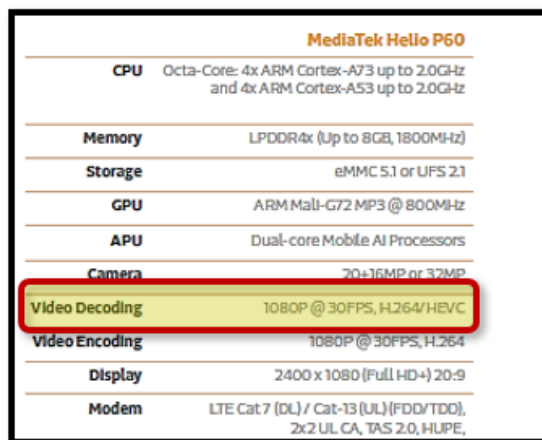 MediaTek Helio P60
CPU Octa-Core: 4x ARM Cortex-A73 up to 2.0GHz
and 4x ARM Cortex-A53 up to 2.0GHz
Memory LPDDR4x (Up to 8GB, 1800MHz)
Storage eMMC 5.1 or UFS 2.1
GPU ARM Mali-G72 MP3 @ 800MHz
APU Dual-core Mobile AI Processors
Camera 20+16MP or 32MP
Video Decoding 1080P @ 30FPS, H.264/HEVC
Video Encoding 1080P @ 30FPS, H.264
Display 2400 x 1080 (Full HD+) 20:9
Modem LTE Cat 7 (DL) / Cat-13 (UL) (FDD/TDD),
2x2 UL CA, TAS 2.0, HUPE,